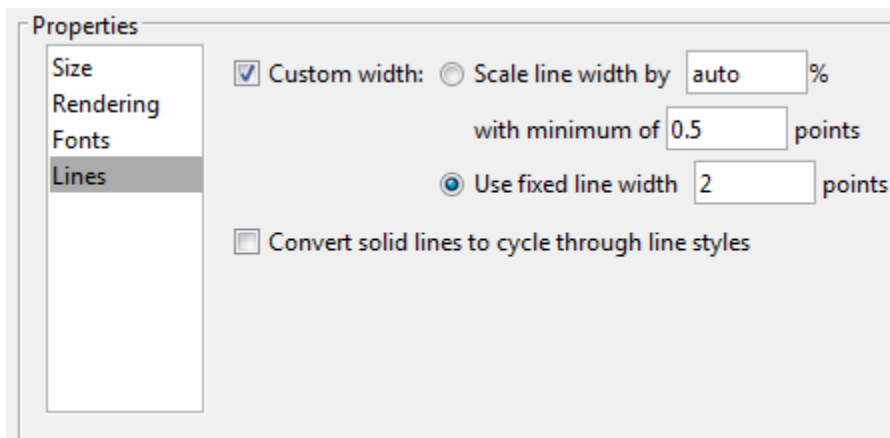 Properties
Size
Rendering
Fonts
Lines
Custom width: Scale line width by auto %
with minimum of 0.5 points
Use fixed line width 2 points
Convert solid lines to cycle through line styles